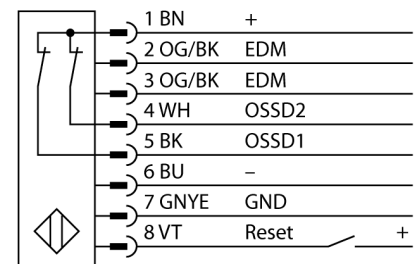 1 BN +
2 OG/BK EDM
3 OG/BK EDM
4 WH OSSD2
5 BK OSSD1
6 BU –
7 GNYE GND
8 VT Reset +